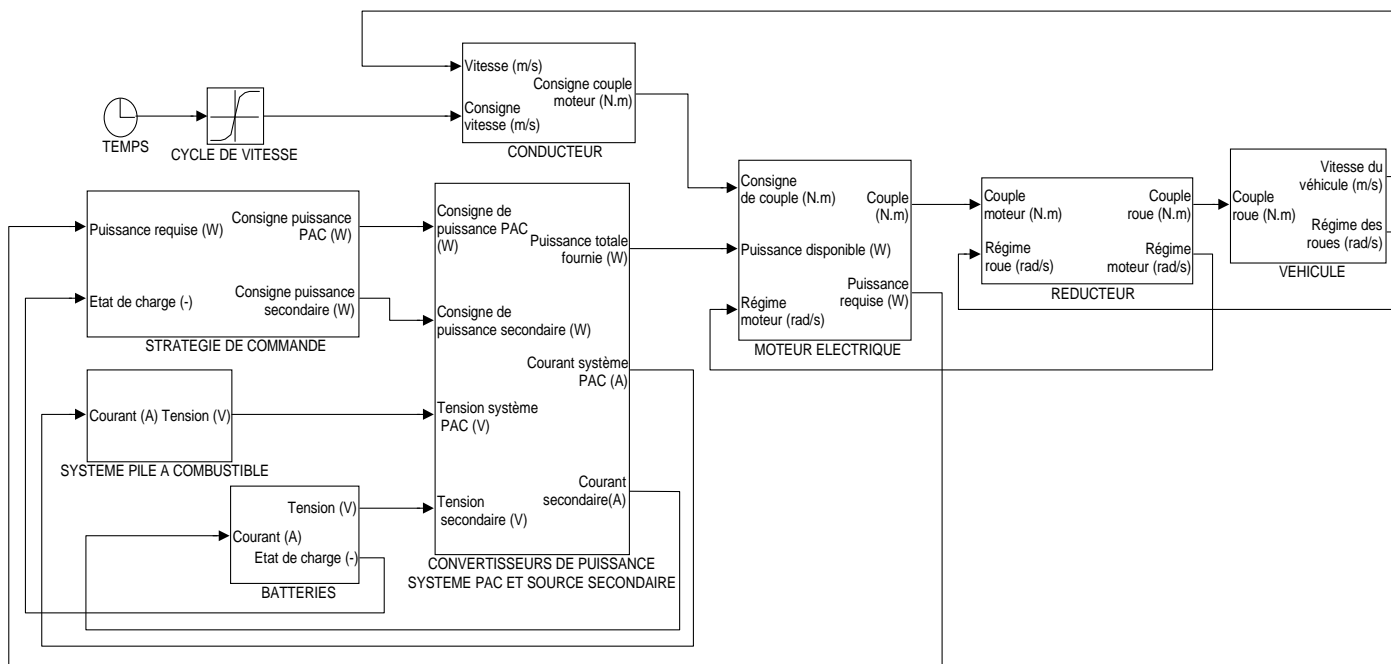 Vitesse (m/s)
Consigne
vitesse (m/s)
Consigne couple
moteur (N.m)
CONDUCTEUR
TEMPS
CYCLE DE VITESSE
Puissance requise (W)
Etat de charge (-)
Consigne puissance
PAC (W)
Consigne puissance
secondaire (W)
STRATEGIE DE COMMANDE
Courant (A) Tension (V)
SYSTEME PILE A COMBUSTIBLE
Tension (V)
Courant (A)
Etat de charge (-)
BATTERIES
Consigne de
puissance PAC
(W)
Puissance totale
fournie (W)
Consigne de
puissance secondaire (W)
Courant système
PAC (A)
Tension système
PAC (V)
Courant
secondaire(A)
Tension
secondaire (V)
CONVERTISSEURS DE PUISSANCE
SYSTEME PAC ET SOURCE SECONDAIRE
Consigne
de couple (N.m)
Couple
(N.m)
Puissance disponible (W)
Puissance
requise (W)
Régime
moteur (rad/s)
MOTEUR ELECTRIQUE
Couple
moteur (N.m)
Couple
roue (N.m)
Régime
roue (rad/s)
Régime
moteur (rad/s)
REDUCTEUR
Couple
roue (N.m)
Vitesse du
véhicule (m/s)
Régime des
roues (rad/s)
VEHICULE